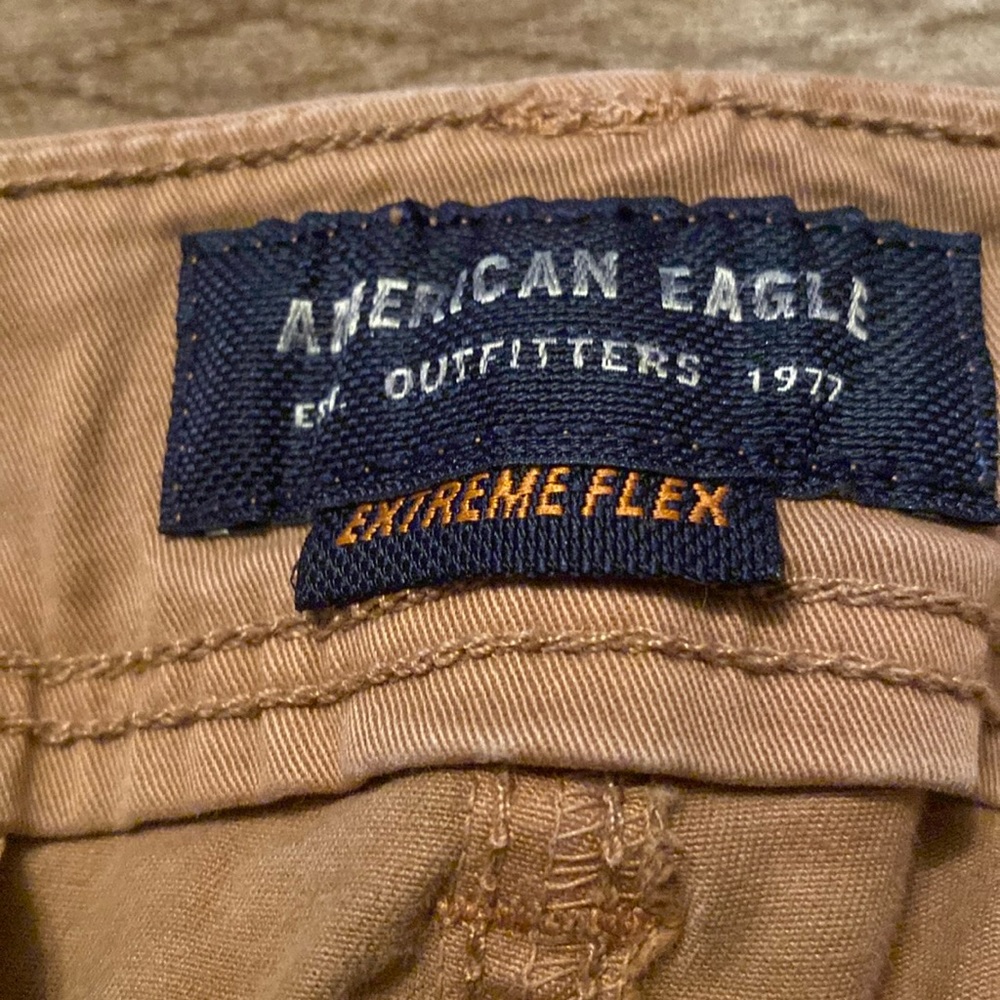 AMERICAN EAGLE
Est. OUTFITTERS 1977
EXTREME FLEX